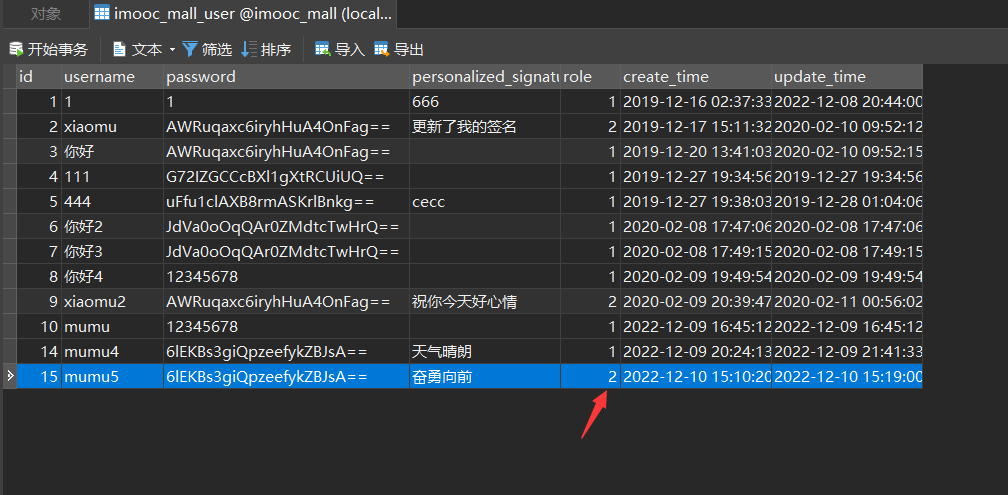 对象 imooc_mall_user @imooc_mall (local...
开始事务 文本 筛选 排序 导入 导出
id username password personalized_signatu role create_time update_time
1 1 1 666 1 2019-12-16 02:37:33 2022-12-08 20:44:00
2 xiaomu AWRuqaxc6iryhHuA4OnFag== 更新了我的签名 2 2019-12-17 15:11:32 2020-02-10 09:52:12
3 你好 AWRuqaxc6iryhHuA4OnFag== 1 2019-12-20 13:41:03 2020-02-10 09:52:15
4 111 G72IZGCCcBXl1gXtRCUiUQ== 1 2019-12-27 19:34:56 2019-12-27 19:34:56
5 444 uFfu1clAXB8rmASKrlBnkg== cecc 1 2019-12-27 19:38:03 2019-12-28 01:04:06
6 你好2 JdVa0oOqQAr0ZMdtcTwHrQ== 1 2020-02-08 17:47:06 2020-02-08 17:47:06
7 你好3 JdVa0oOqQAr0ZMdtcTwHrQ== 1 2020-02-08 17:49:15 2020-02-08 17:49:15
8 你好4 12345678 1 2020-02-09 19:49:54 2020-02-09 19:49:54
9 xiaomu2 AWRuqaxc6iryhHuA4OnFag== 祝你今天好心情 2 2020-02-09 20:39:47 2020-02-11 00:56:02
10 mumu 12345678 1 2022-12-09 16:45:12 2022-12-09 16:45:12
14 mumu4 6lEKBs3giQpzeefykZBJsA== 天气晴朗 1 2022-12-09 20:24:13 2022-12-09 21:41:33
15 mumu5 6lEKBs3giQpzeefykZBJsA== 奋勇向前 2 2022-12-10 15:10:20 2022-12-10 15:19:00